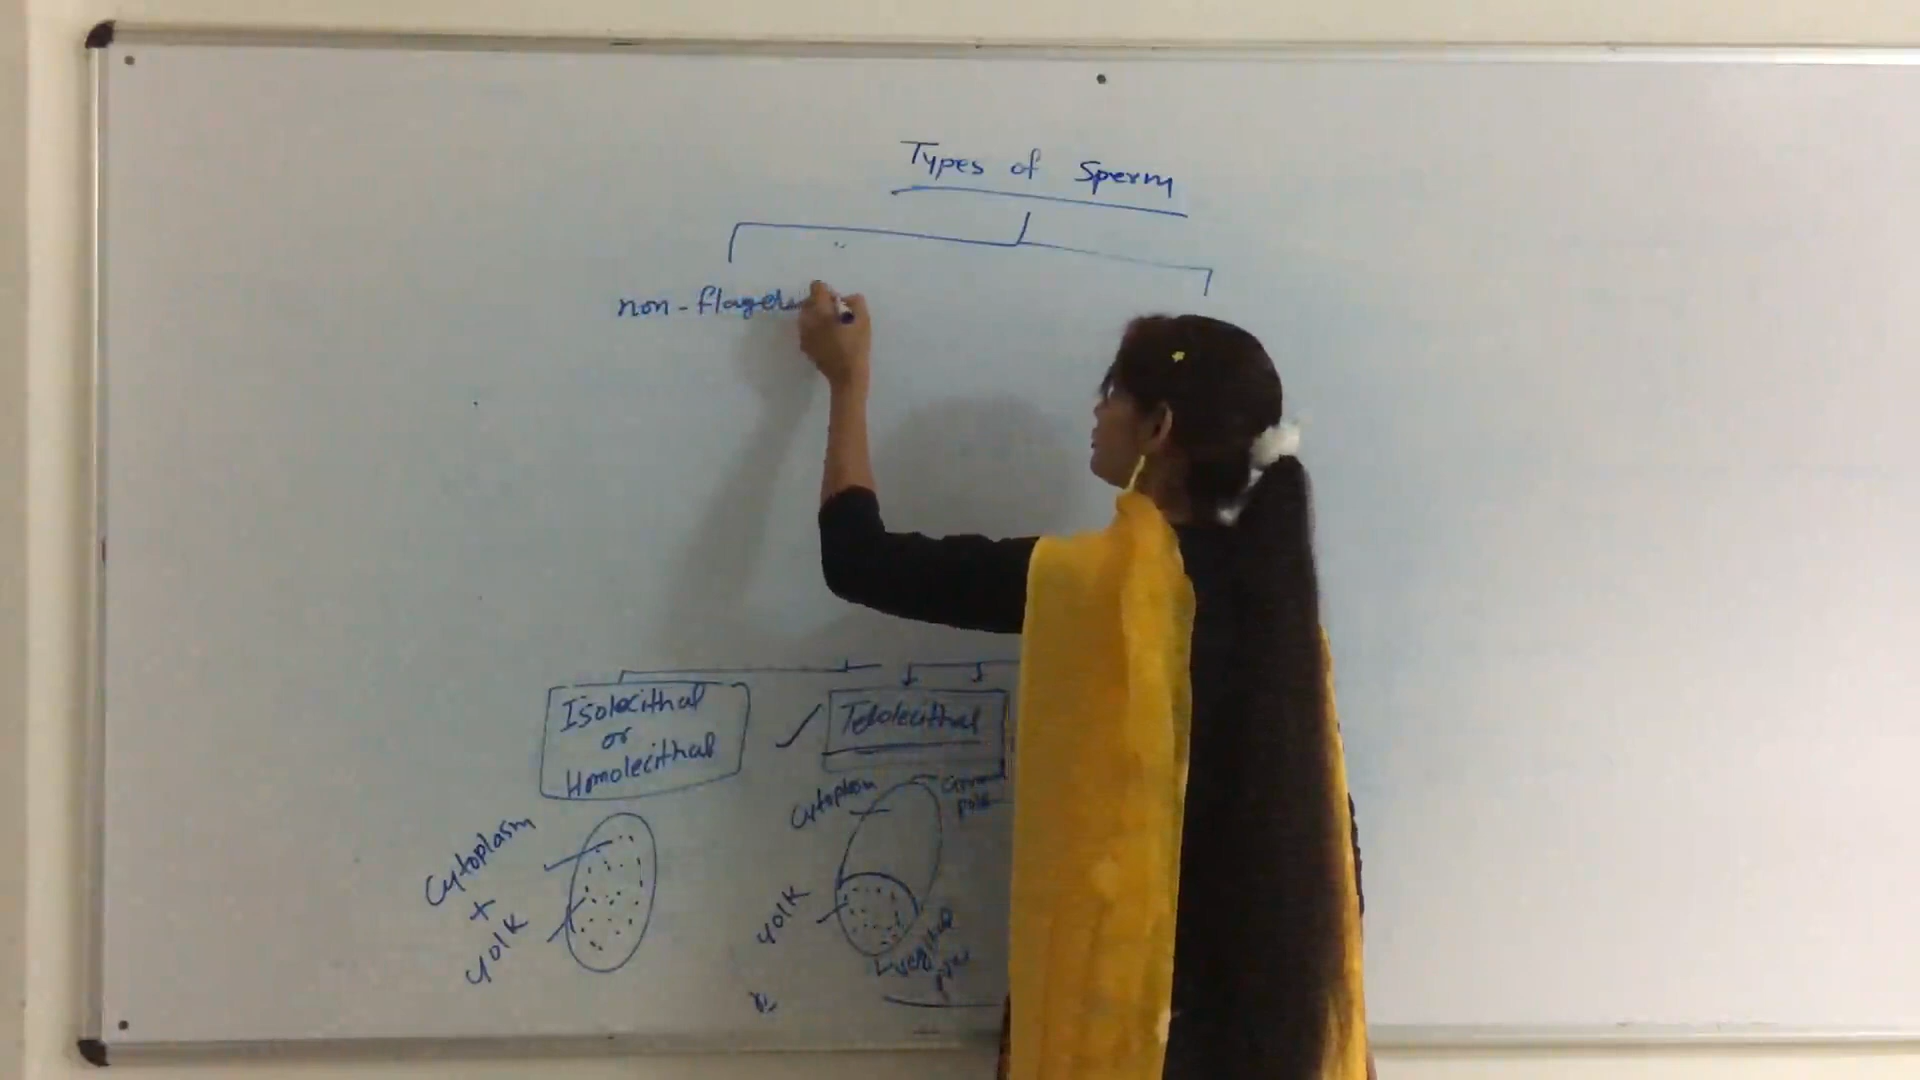 Types of Sperm
non-flagel
Isolecithal
or
Homolecithal
Telolecithal
Cytoplasm
+
yolk
Cytoplasm
yolk